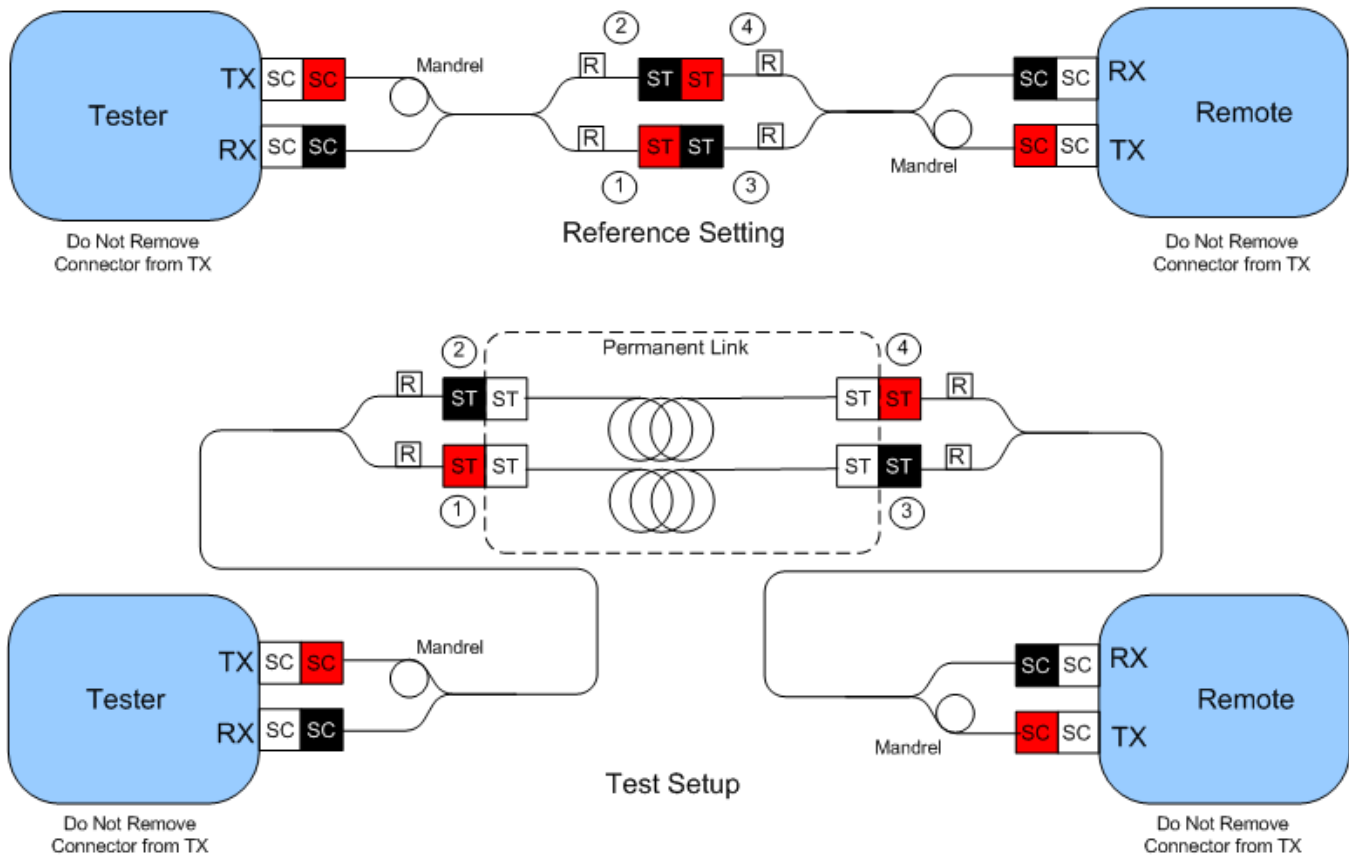 2 4
TX SC SC Mandrel R ST ST R SC SC RX
Tester Remote
RX SC SC R ST ST R Mandrel SC SC TX
1 3
Do Not Remove
Connector from TX
Reference Setting
Do Not Remove
Connector from TX
2 Permanent Link 4
R ST ST ST ST R
R ST ST ST ST R
1 3
TX SC SC Mandrel SC SC RX
Tester Remote
RX SC SC Mandrel SC SC TX
Test Setup
Do Not Remove
Connector from TX
Do Not Remove
Connector from TX